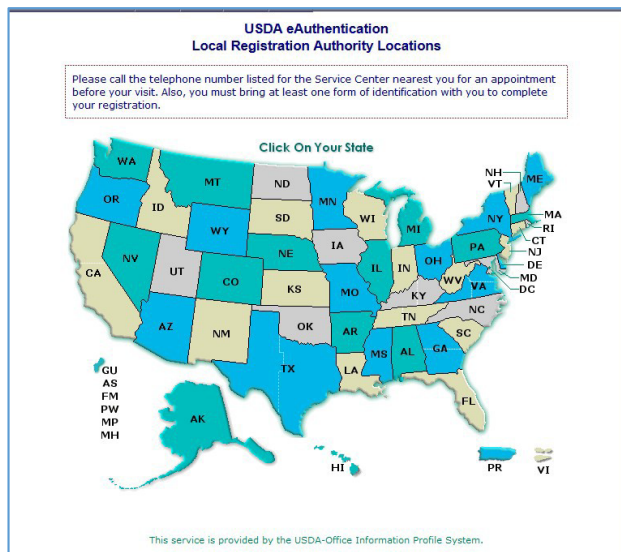 USDA eAuthentication
Local Registration Authority Locations
Please call the telephone number listed for the Service Center nearest you for an appointment
before your visit. Also, you must bring at least one form of identification with you to complete
your registration.
Click On Your State
WA
MT
ND
MN
NH
ME
VT
OR
ID
SD
WI
MI
NY
MA
RI
WY
CT
NJ
NV
NE
IA
IL
IN
OH
PA
DE
MD
DC
CA
UT
CO
KS
MO
KY
WV
VA
AZ
NM
OK
AR
TN
NC
SC
TX
LA
MS
AL
GA
FL
GU
AS
FM
PW
MP
MH
AK
HI
PR
VI
This service is provided by the USDA-Office Information Profile System.